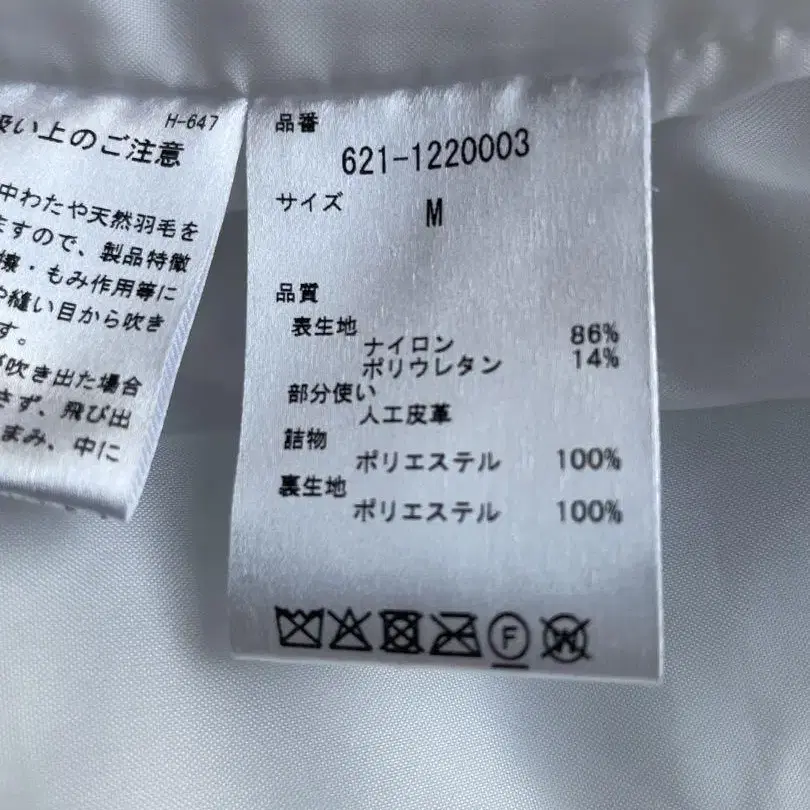 H-647
扱い上のご注意
中わたや天然羽毛を
ますので、製品特徴
擦・もみ作用等に
や縫い目から吹き
す。
が吹き出た場合
さず、飛び出
まみ、中に
品番
621-1220003
サイズ
M
品質
表生地
ナイロン 86%
ポリウレタン 14%
部分使い
人工皮革
詰物
ポリエステル 100%
裏生地
ポリエステル 100%
F
W